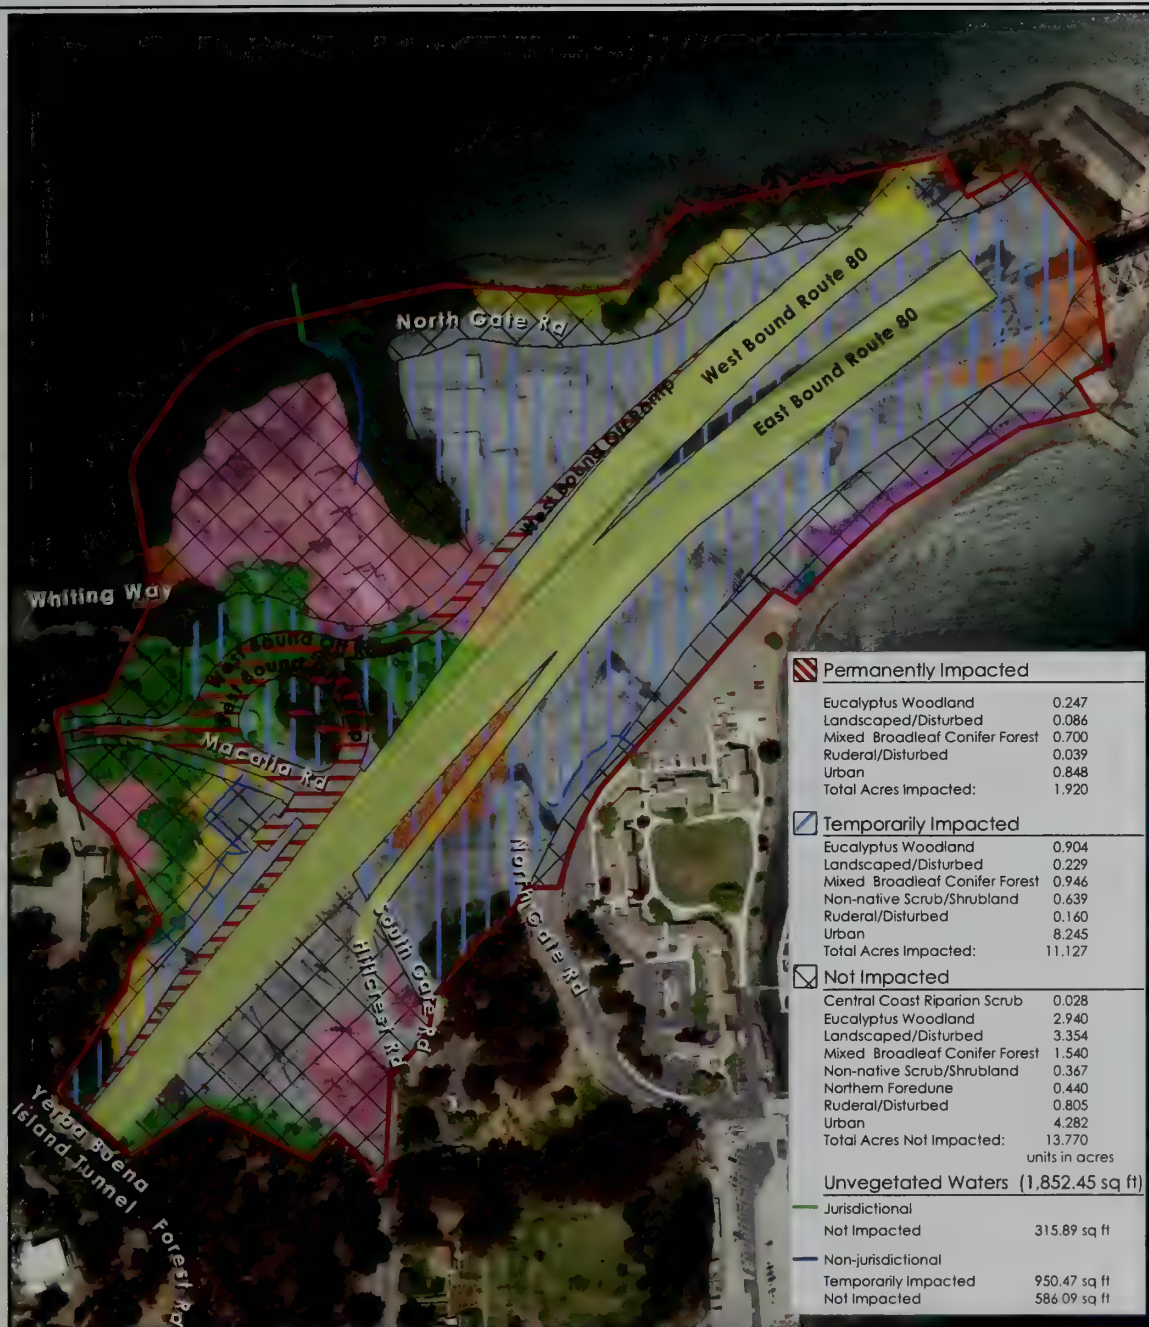 North Gate Rd
West Bound Route 80
East Bound Route 80
West Bound Off Ramp
Whiting Way
West Bound On Ramp
East Bound
Macalla Rd
North Gate Rd
South Gate Rd
Hillcrest Rd
Yerba Buena
Island Tunnel
Forest Rd
Permanently Impacted
Eucalyptus Woodland 0.247
Landscaped/Disturbed 0.086
Mixed Broadleaf Conifer Forest 0.700
Ruderal/Disturbed 0.039
Urban 0.848
Total Acres Impacted: 1.920
Temporarily Impacted
Eucalyptus Woodland 0.904
Landscaped/Disturbed 0.229
Mixed Broadleaf Conifer Forest 0.946
Non-native Scrub/Shrubland 0.639
Ruderal/Disturbed 0.160
Urban 8.245
Total Acres Impacted: 11.127
Not Impacted
Central Coast Riparian Scrub 0.028
Eucalyptus Woodland 2.940
Landscaped/Disturbed 3.354
Mixed Broadleaf Conifer Forest 1.540
Non-native Scrub/Shrubland 0.367
Northern Foredune 0.440
Ruderal/Disturbed 0.805
Urban 4.282
Total Acres Not Impacted: 13.770
units in acres
Unvegetated Waters (1,852.45 sq ft)
Jurisdictional
Not Impacted 315.89 sq ft
Non-jurisdictional
Temporarily Impacted 950.47 sq ft
Not Impacted 586.09 sq ft